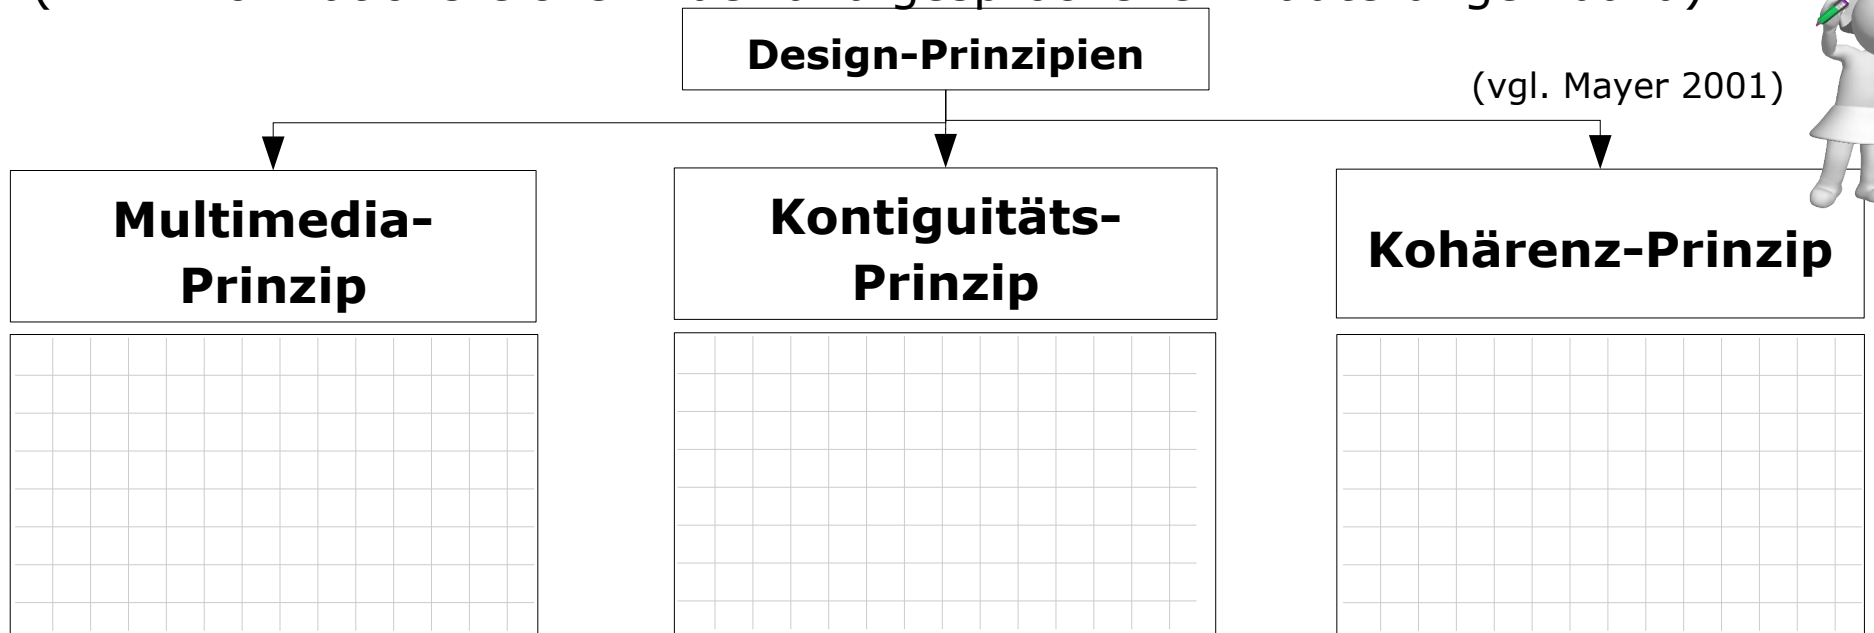 Design-Prinzipien
(vgl. Mayer 2001)
Multimedia-
Prinzip
Kontiguitäts-
Prinzip
Kohärenz-Prinzip